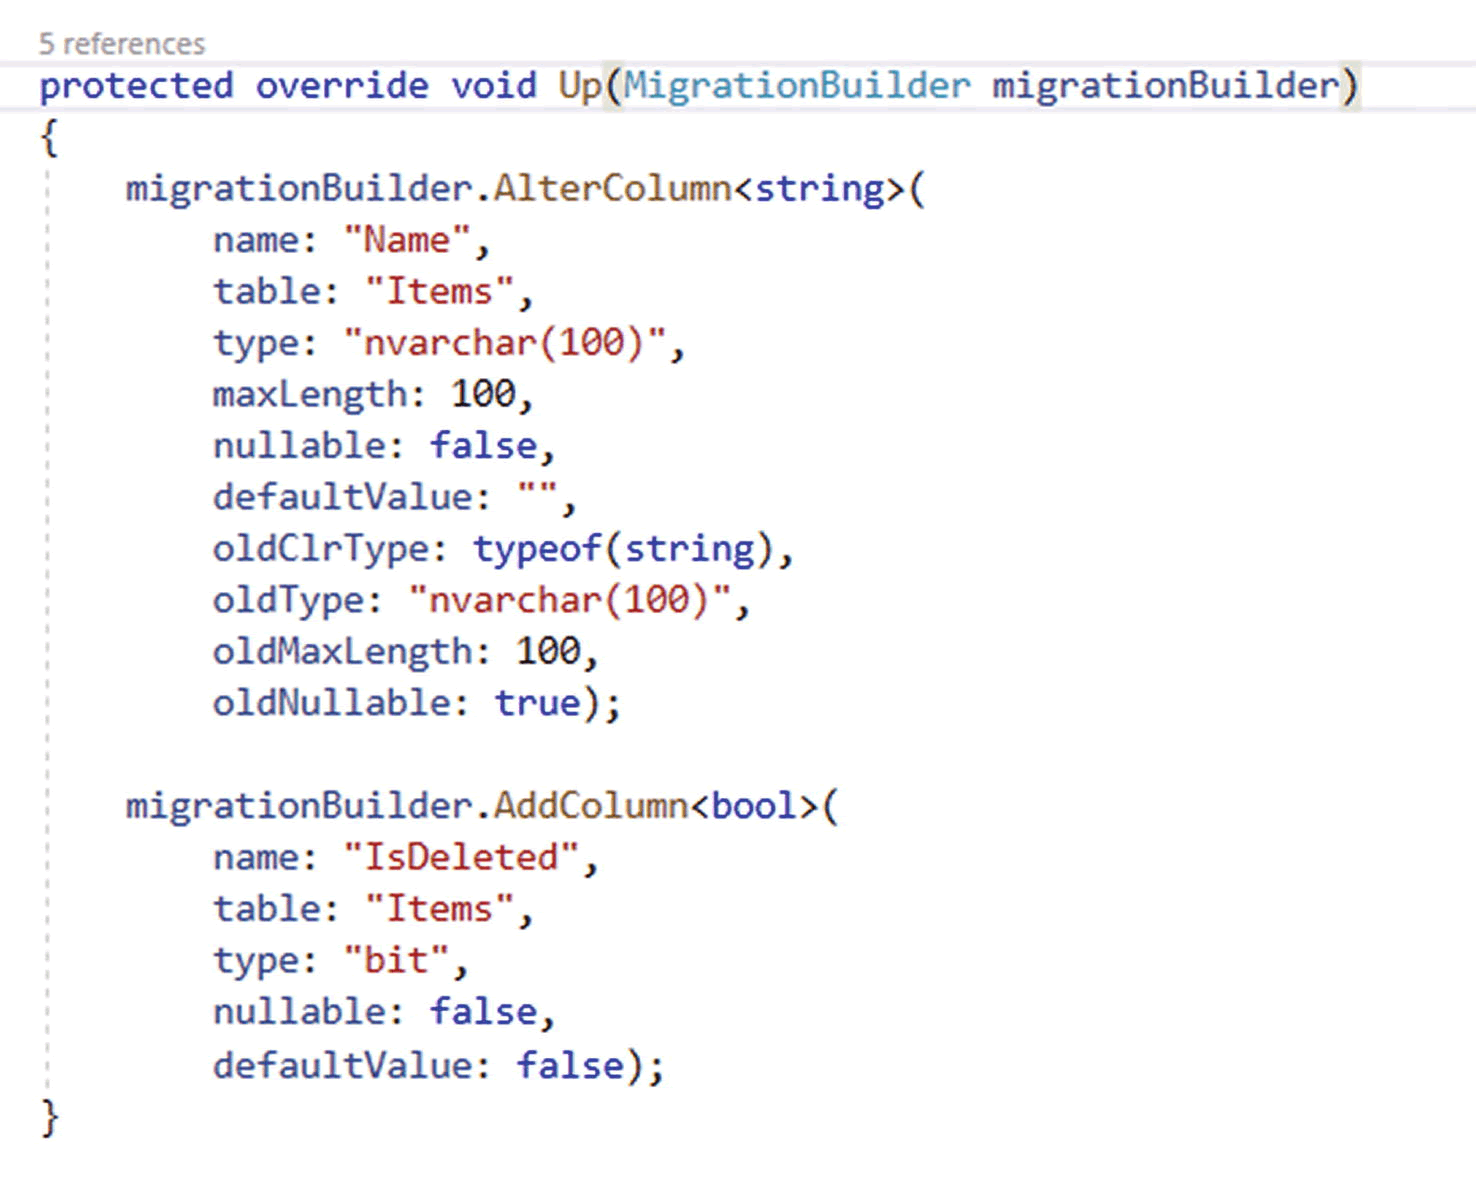 5 references
protected override void Up(MigrationBuilder migrationBuilder)
{
    migrationBuilder.AlterColumn<string>(
        name: "Name",
        table: "Items",
        type: "nvarchar(100)",
        maxLength: 100,
        nullable: false,
        defaultValue: "",
        oldClrType: typeof(string),
        oldType: "nvarchar(100)",
        oldMaxLength: 100,
        oldNullable: true);

    migrationBuilder.AddColumn<bool>(
        name: "IsDeleted",
        table: "Items",
        type: "bit",
        nullable: false,
        defaultValue: false);
}